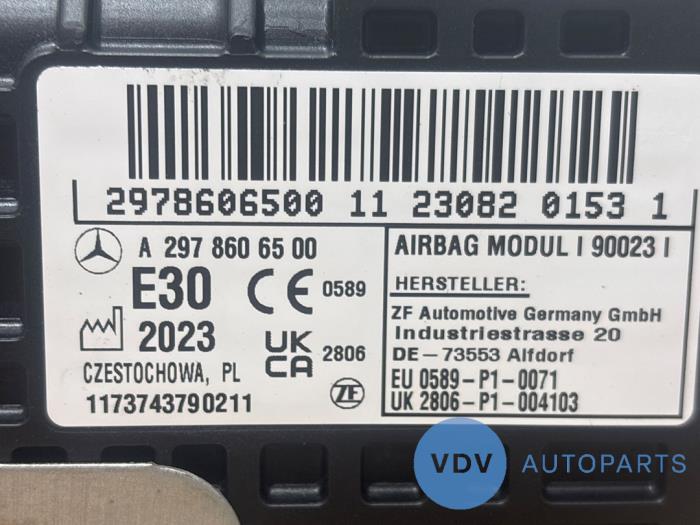 2978606500 11 23082 0153 1
A 297 860 65 00
E30
CE 0589
2023
UK
CA 2806
CZESTOCHOWA, PL
1173743790211
ZF
AIRBAG MODUL I 90023 I
HERSTELLER:
ZF Automotive Germany GmbH
Industriestrasse 20
DE-73553 Alfdorf
EU 0589-P1-0071
UK 2806-P1-004103
VDV AUTOPARTS